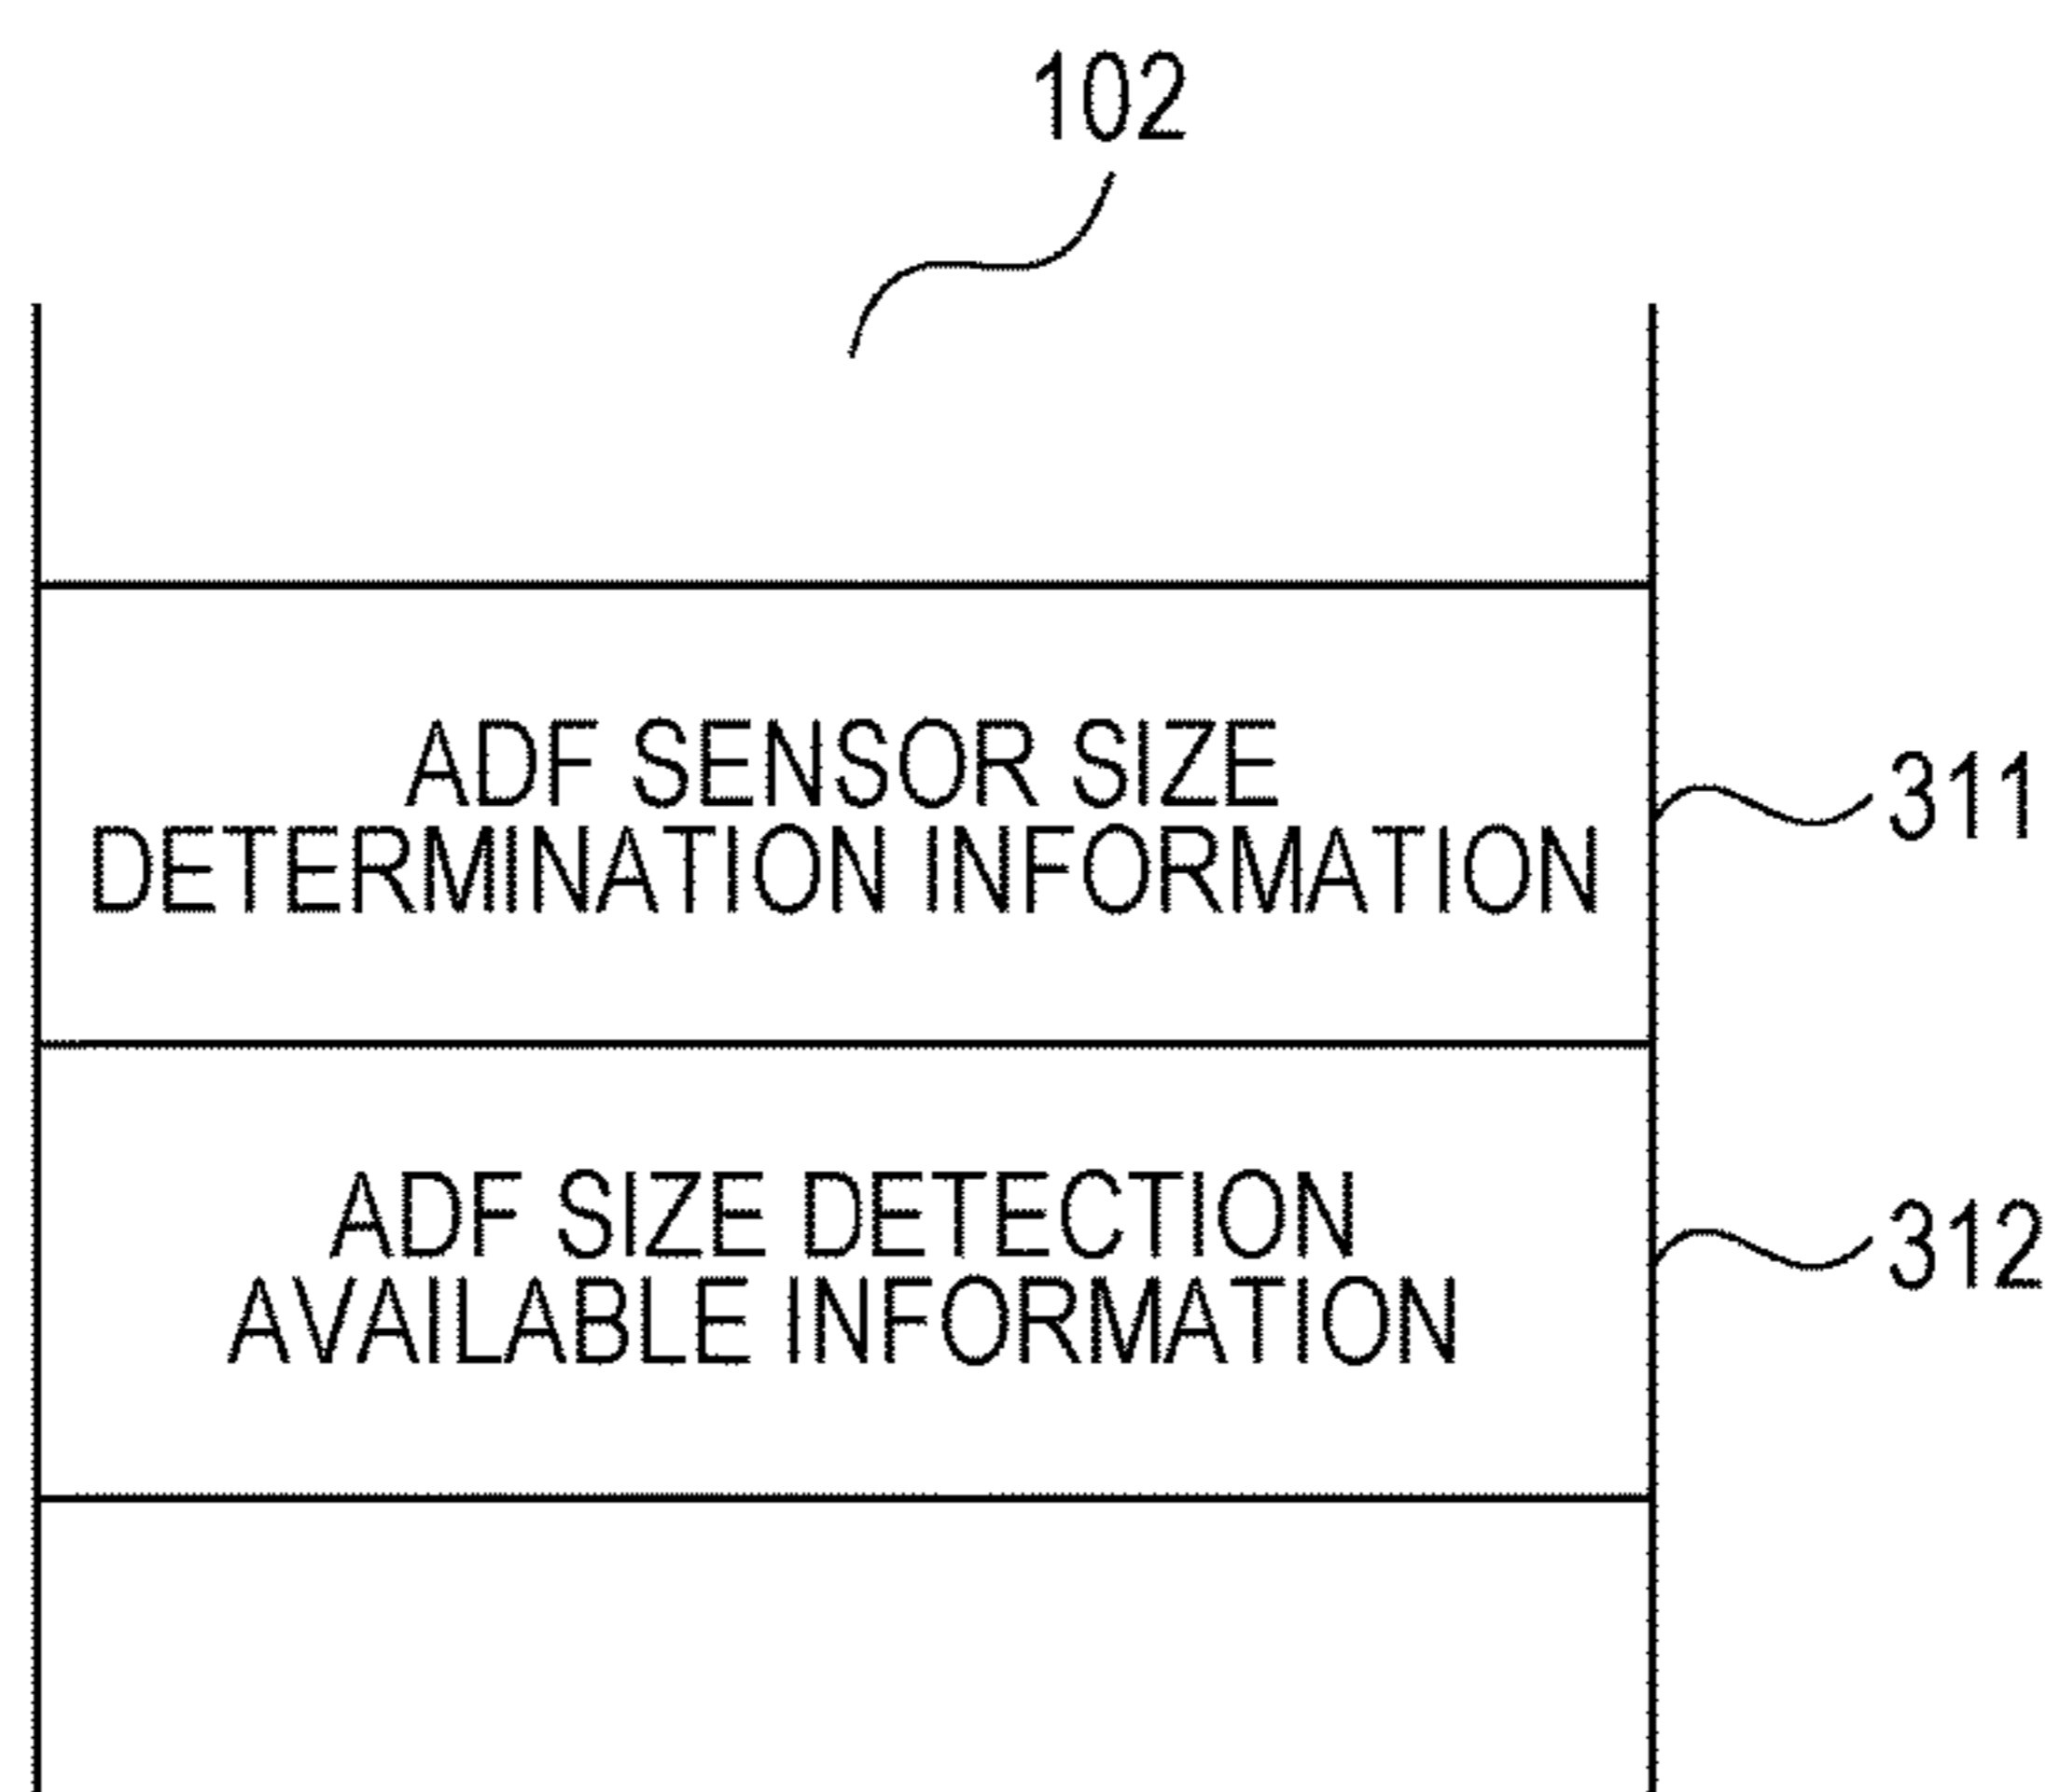 102
ADF SENSOR SIZE
DETERMINATION INFORMATION
311
ADF SIZE DETECTION
AVAILABLE INFORMATION
312